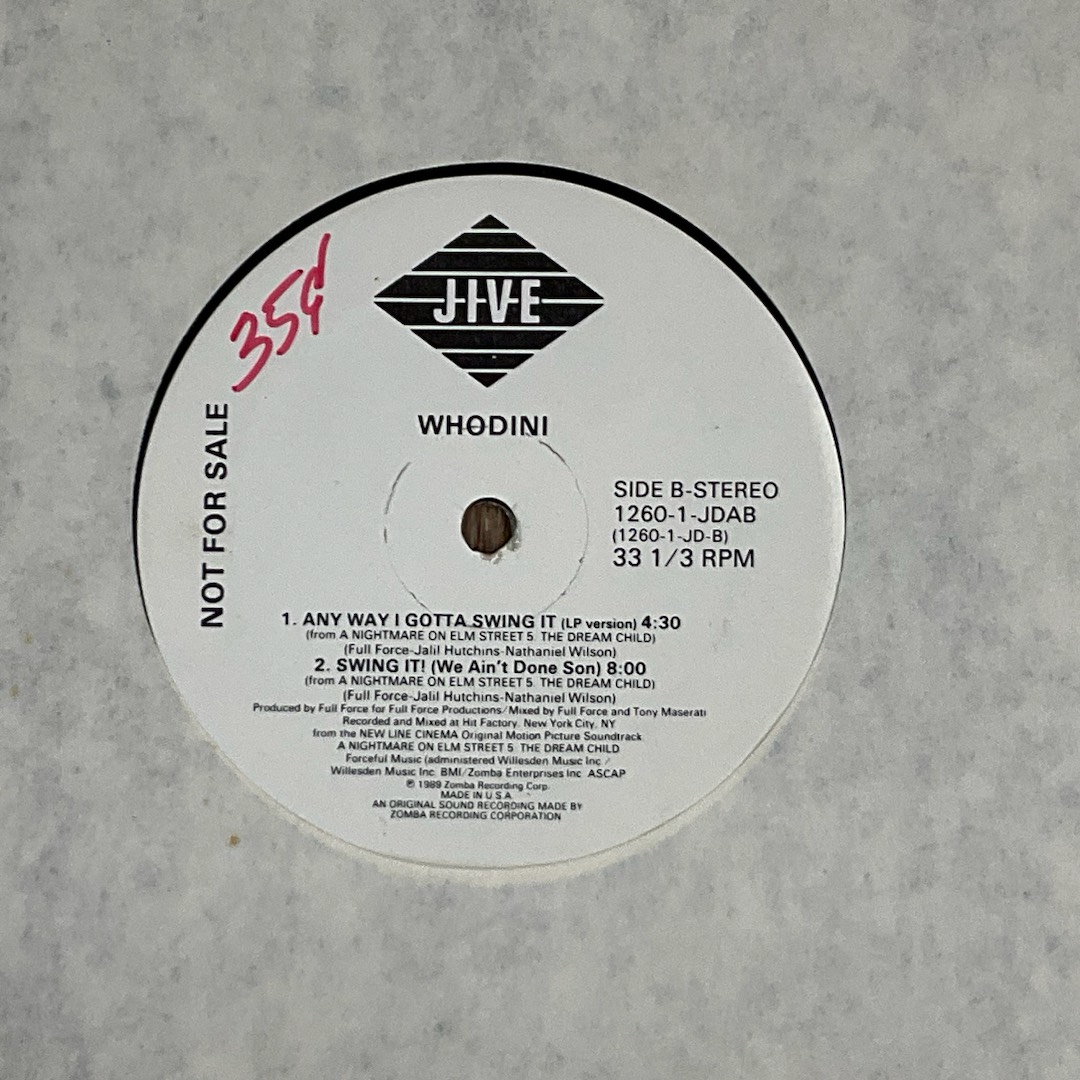 35¢
JIVE
WHODINI
NOT FOR SALE
SIDE B-STEREO
1260-1-JDAB
(1260-1-JD-B)
33 1/3 RPM
1. ANY WAY I GOTTA SWING IT (LP version) 4:30
(from A NIGHTMARE ON ELM STREET 5 THE DREAM CHILD)
(Full Force-Jalil Hutchins-Nathaniel Wilson)
2. SWING IT! (We Ain't Done Son) 8:00
(from A NIGHTMARE ON ELM STREET 5 THE DREAM CHILD)
(Full Force-Jalil Hutchins-Nathaniel Wilson)
Produced by Full Force for Full Force Productions/Mixed by Full Force and Tony Maserati
Recorded and Mixed at Hit Factory, New York City, NY
from the NEW LINE CINEMA Original Motion Picture Soundtrack
A NIGHTMARE ON ELM STREET 5 THE DREAM CHILD
Forceful Music (administered Willesden Music Inc /
Willesden Music Inc. BMI/Zomba Enterprises Inc ASCAP
℗ 1989 Zomba Recording Corp.
MADE IN U.S.A.
AN ORIGINAL SOUND RECORDING MADE BY
ZOMBA RECORDING CORPORATION